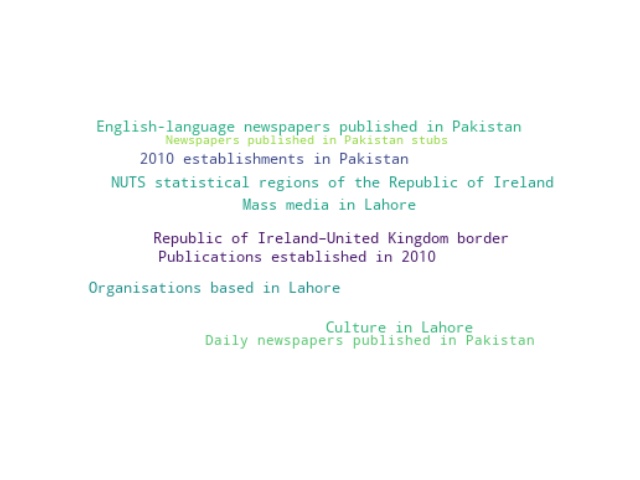 English-language newspapers published in Pakistan
Newspapers published in Pakistan stubs
2010 establishments in Pakistan
NUTS statistical regions of the Republic of Ireland
Mass media in Lahore
Republic of Ireland–United Kingdom border
Publications established in 2010
Organisations based in Lahore
Culture in Lahore
Daily newspapers published in Pakistan